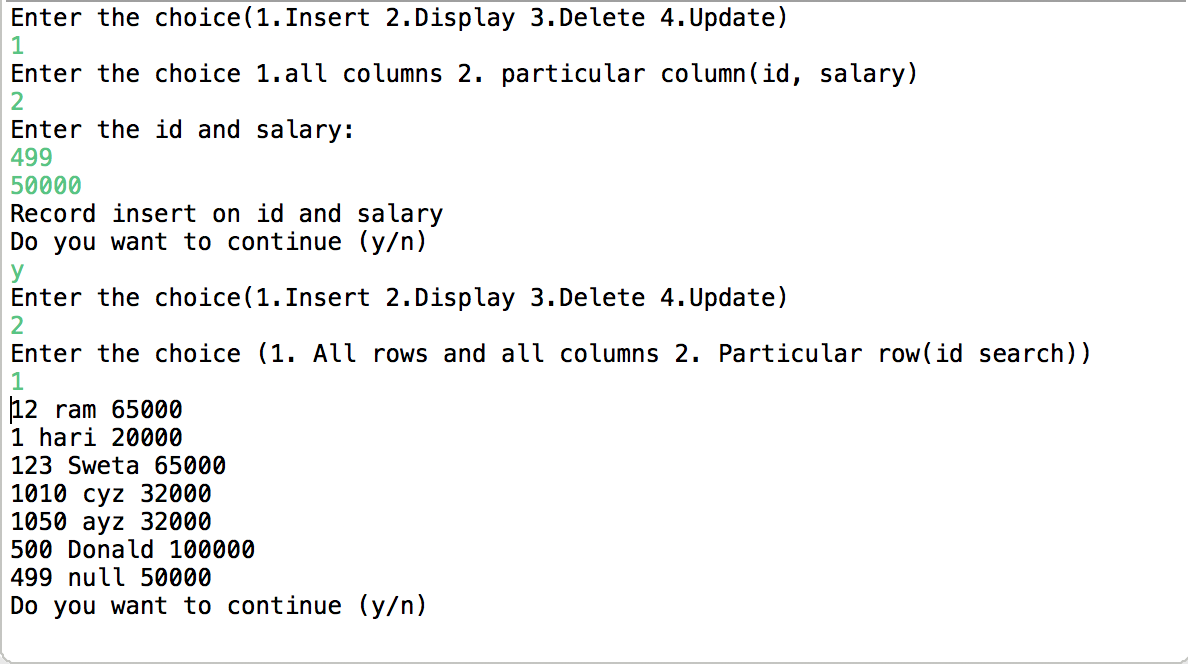 Enter the choice(1.Insert 2.Display 3.Delete 4.Update)
1
Enter the choice 1.all columns 2. particular column(id, salary)
2
Enter the id and salary:
499
50000
Record insert on id and salary
Do you want to continue (y/n)
y
Enter the choice(1.Insert 2.Display 3.Delete 4.Update)
2
Enter the choice (1. All rows and all columns 2. Particular row(id search))
1
12 ram 65000
1 hari 20000
123 Sweta 65000
1010 cyz 32000
1050 ayz 32000
500 Donald 100000
499 null 50000
Do you want to continue (y/n)